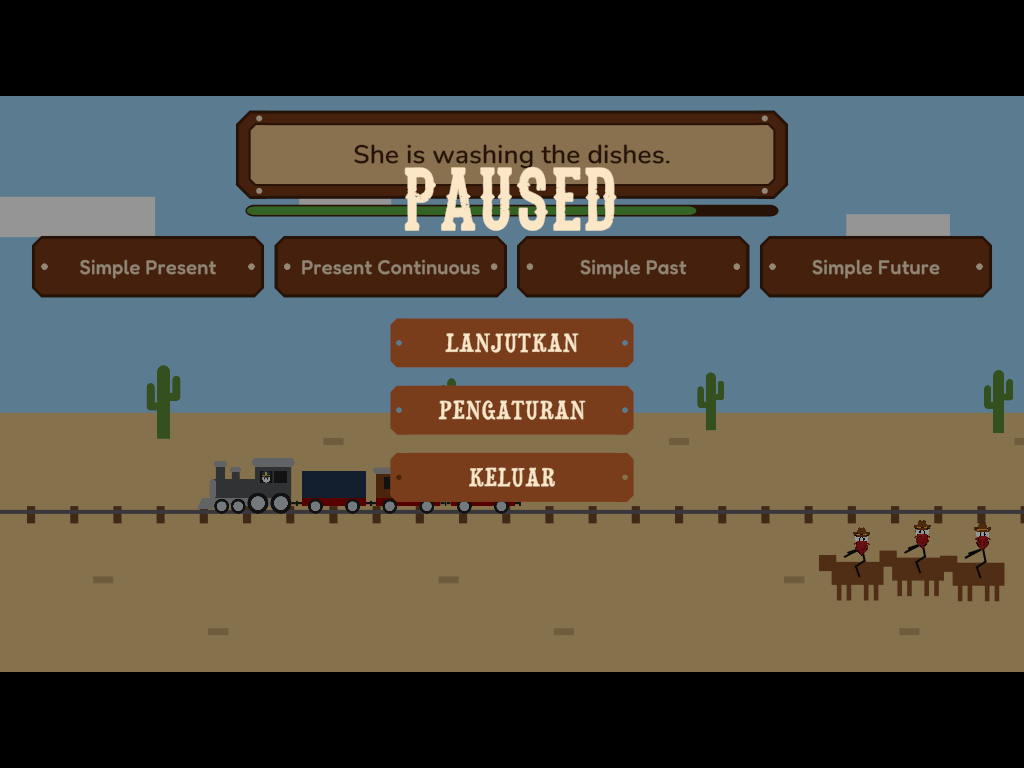 She is washing the dishes.
PAUSED
Simple Present
Present Continuous
Simple Past
Simple Future
LANJUTKAN
PENGATURAN
KELUAR